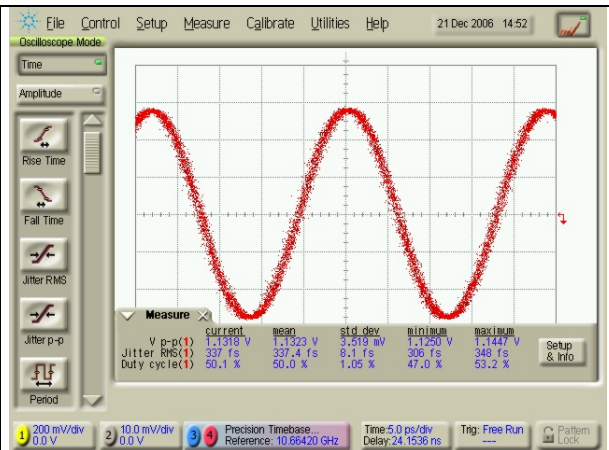 File Control Setup Measure Calibrate Utilities Help 21 Dec 2006 14:52
Oscilloscope Mode
Time
Amplitude
Rise Time
Fall Time
Jitter RMS
Jitter p-p
Period
Measure
current mean std dev minimum maximum
V p-p(1) 1.1318 V 1.1323 V 3.519 mV 1.1250 V 1.1447 V
Jitter RMS(1) 337 fs 337.4 fs 8.1 fs 306 fs 348 fs
Duty cycle(1) 50.1 % 50.0 % 1.05 % 47.0 % 53.2 %
Setup
& Info
1 200 mV/div
0.0 V
2 10.0 mV/div
0.0 V
3 4 Precision Timebase...
Reference: 10.66420 GHz
Time:5.0 ps/div
Delay:24.1536 ns
Trig: Free Run
---
Pattern
Lock